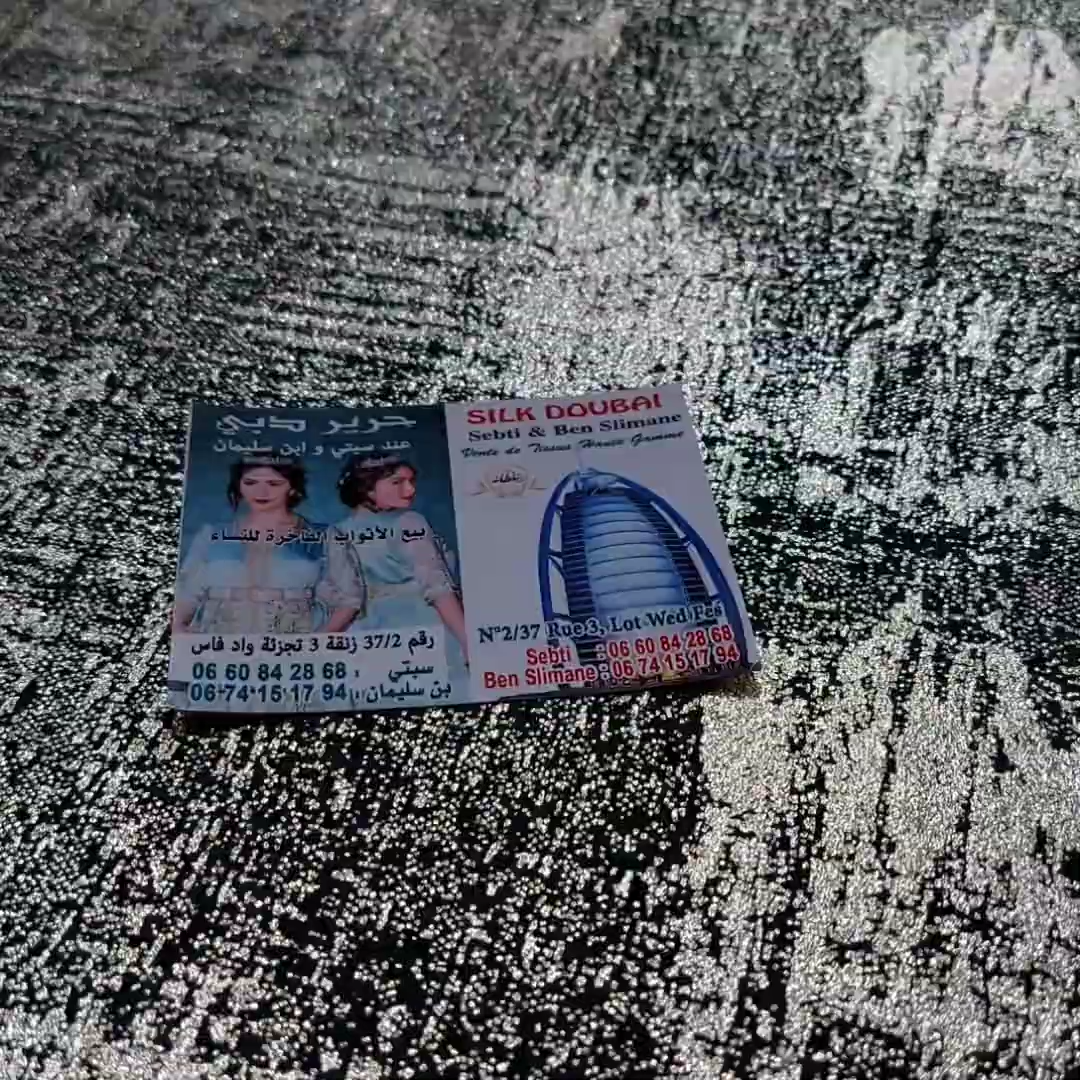 حرير دبي
عند سبتي و ابن سليمان
بيع الأثواب الفاخرة للنساء
رقم 37/2 زنقة 3 تجزئة واد فاس
سبتي : 06 60 84 28 68
بن سليمان : 06 74 15 17 94
SILK DOUBAI
Sebti & Ben Slimane
Vente de Tissus Haute Gamme
N°2/37 Rue 3, Lot Wed Fes
Sebti : 06 60 84 28 68
Ben Slimane : 06 74 15 17 94